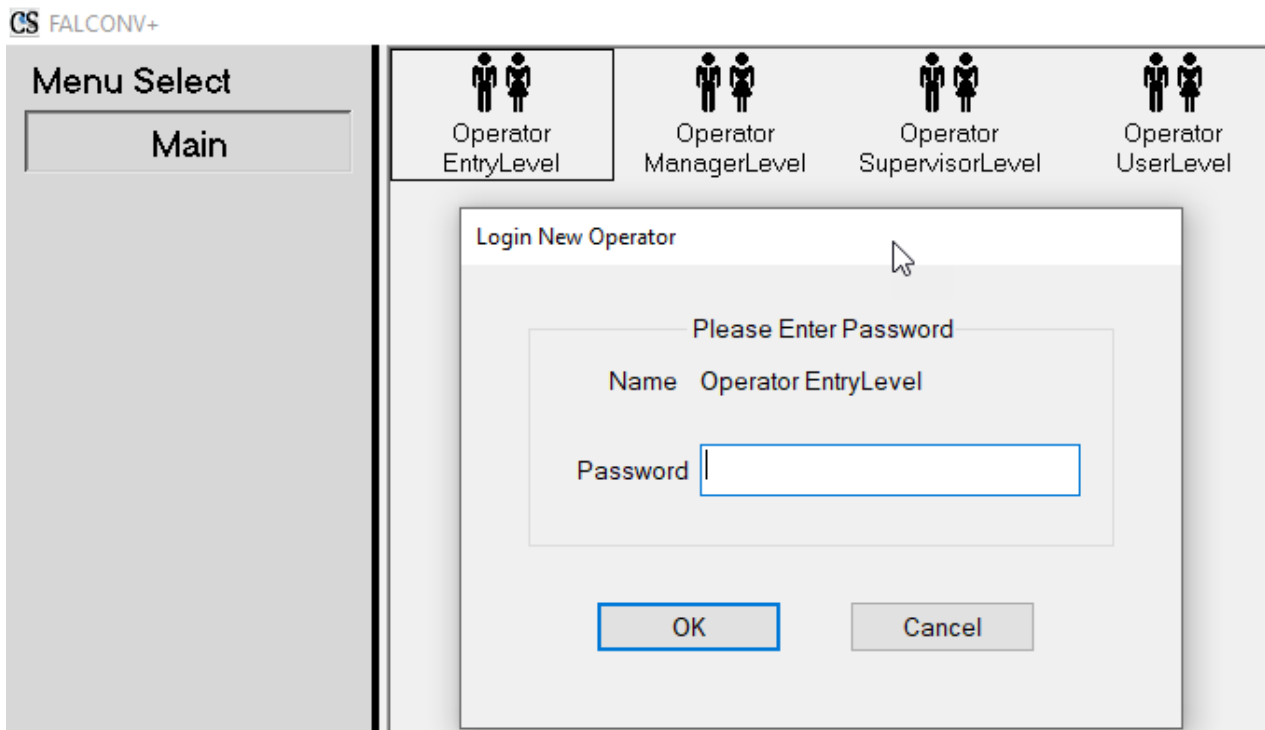 CS FALCONV+
Menu Select
Main
Operator
EntryLevel
Operator
ManagerLevel
Operator
SupervisorLevel
Operator
UserLevel
Login New Operator
Please Enter Password
Name Operator EntryLevel
Password
OK Cancel